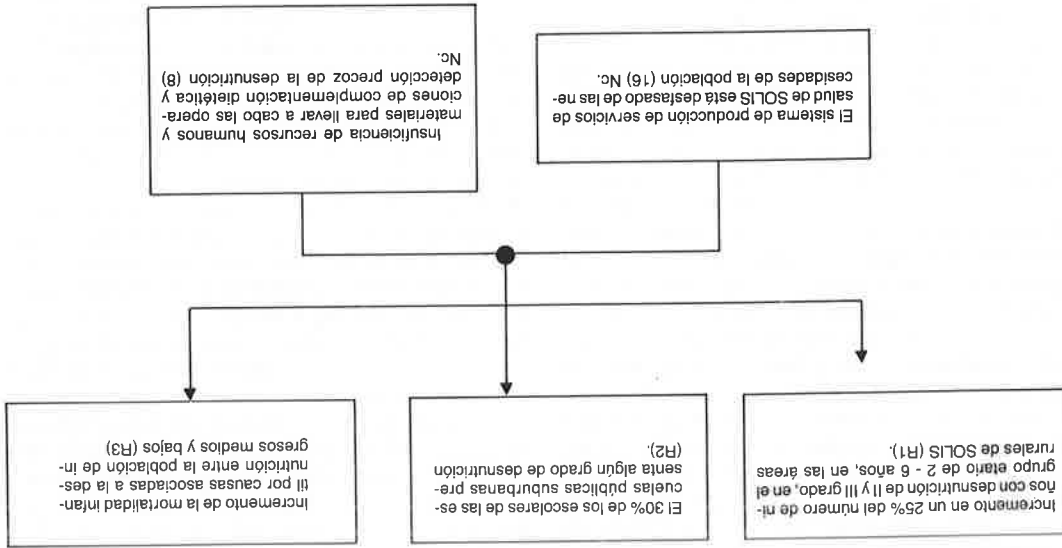 Incremento en un 25% del número de ni-
ños con desnutrición de II y III grado, en el
grupo etario de 2 - 6 años, en las áreas
rurales de SOLIS (R1).
El 30% de los escolares de las es-
cuelas públicas suburbanas pre-
senta algún grado de desnutrición
(R2).
Incremento de la mortalidad infan-
til por causas asociadas a la des-
nutrición entre la población de in-
gresos medios y bajos (R3)
El sistema de producción de servicios de
salud de SOLIS está desfasado de las ne-
cesidades de la población (16) Nc.
Insuficiencia de recursos humanos y
materiales para llevar a cabo las opera-
ciones de complementación dietética y
detección precoz de la desnutrición (8)
Nc.